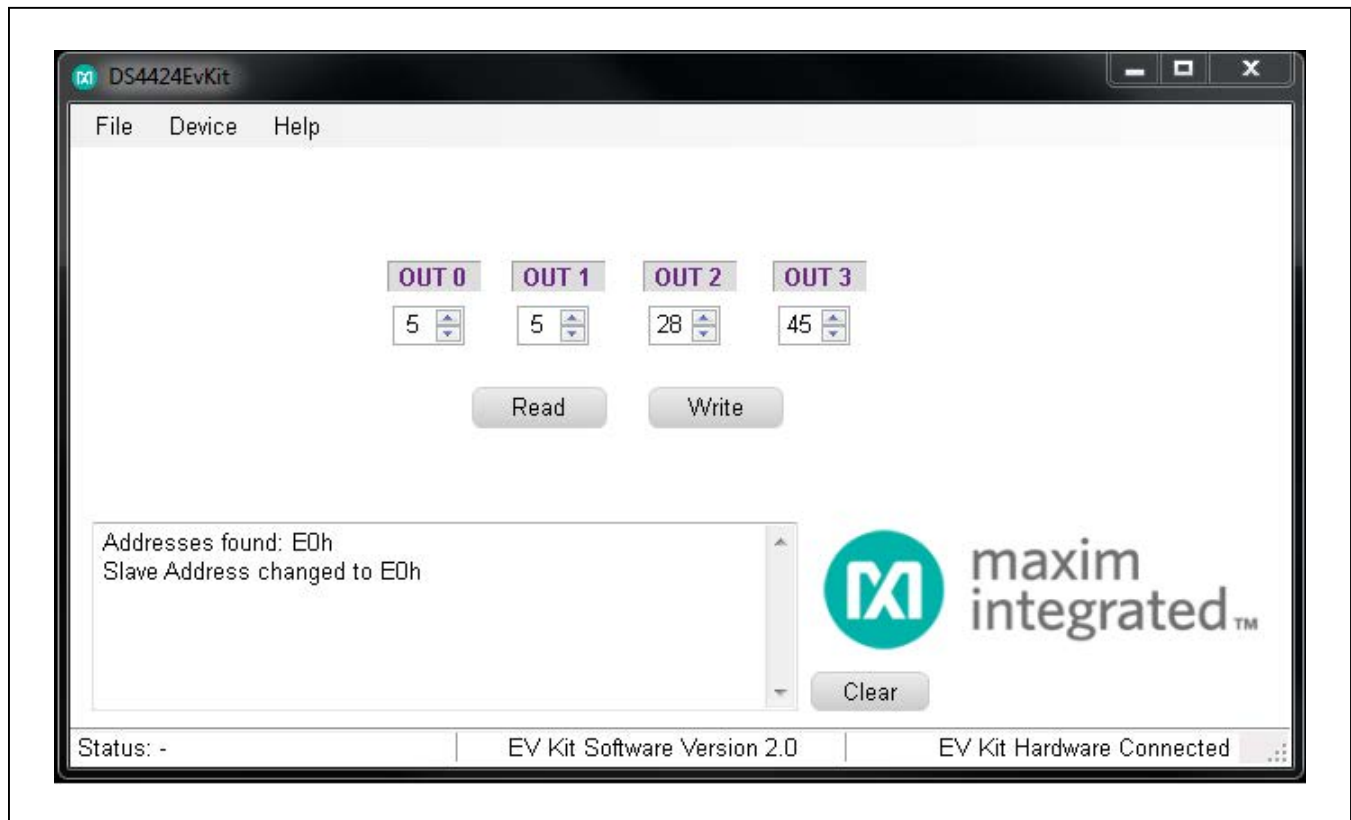 DS4424EvKit
File Device Help
OUT 0 OUT 1 OUT 2 OUT 3
5 5 28 45
Read Write
Addresses found: E0h
Slave Address changed to E0h
maxim
integrated™
Clear
Status: - EV Kit Software Version 2.0 EV Kit Hardware Connected